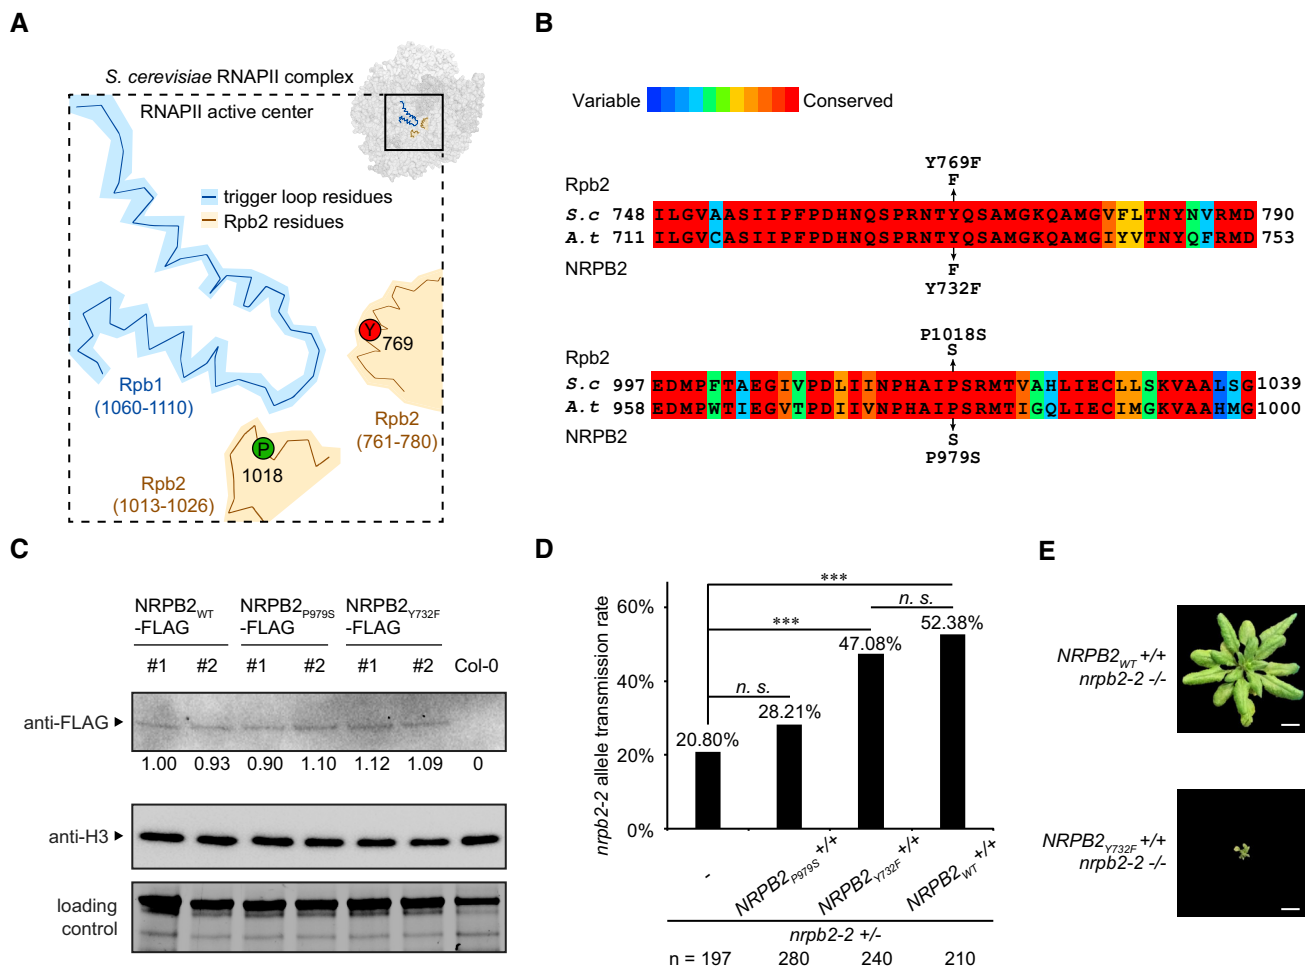 A
S. cerevisiae RNAPII complex
RNAPII active center
trigger loop residues
Rpb2 residues
Y
769
Rpb1
(1060-1110)
Rpb2
(761-780)
P
1018
Rpb2
(1013-1026)
B
Variable
Conserved
Y769F
F
Rpb2
S.c 748 ILGVAASIIPFPDHNQSPRNTYQSAMGKQAMGVFLTNYNVRMD 790
A.t 711 ILGVCASIIPFPDHNQSPRNTYQSAMGKQAMGIYVTNYQFRMD 753
NRPB2
F
Y732F
P1018S
S
Rpb2
S.c 997 EDMPFTAEGIVPDLIINPHAIPSRMTVAHLIECLLSKVAALSG 1039
A.t 958 EDMPWTIEGVTPDIIVNPHAIPSRMTIGQLIECIMGKVAAHMG 1000
NRPB2
S
P979S
C
NRPB2WT -FLAG
NRPB2P979S -FLAG
NRPB2Y732F -FLAG
#1 #2 #1 #2 #1 #2 Col-0
anti-FLAG
1.00 0.93 0.90 1.10 1.12 1.09 0
anti-H3
loading control
D
nrpb2-2 allele transmission rate
60%
40%
20%
0%
***
n. s.
***
52.38%
47.08%
n. s.
28.21%
20.80%
-
NRPB2P979S +/+
NRPB2Y732F +/+
NRPB2WT +/+
nrpb2-2 +/-
n = 197 280 240 210
E
NRPB2WT +/+
nrpb2-2 -/-
NRPB2Y732F +/+
nrpb2-2 -/-